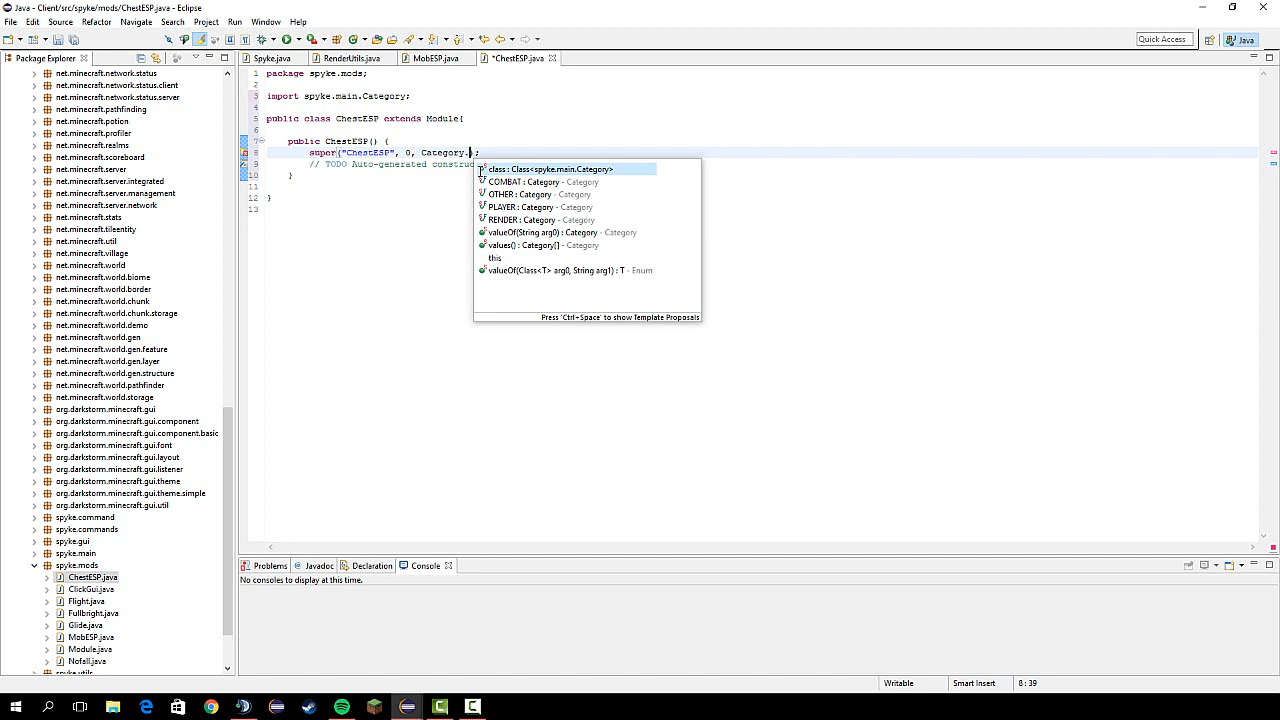 Java - Client/src/spyke/mods/ChestESP.java - Eclipse
File Edit Source Refactor Navigate Search Project Run Window Help
Quick Access
Java
Package Explorer
Spyke.java
RenderUtils.java
MobESP.java
*ChestESP.java
net.minecraft.network.status
net.minecraft.network.status.client
net.minecraft.network.status.server
net.minecraft.pathfinding
net.minecraft.potion
net.minecraft.profiler
net.minecraft.realms
net.minecraft.scoreboard
net.minecraft.server
net.minecraft.server.integrated
net.minecraft.server.management
net.minecraft.server.network
net.minecraft.stats
net.minecraft.tileentity
net.minecraft.util
net.minecraft.village
net.minecraft.world
net.minecraft.world.biome
net.minecraft.world.border
net.minecraft.world.chunk
net.minecraft.world.chunk.storage
net.minecraft.world.demo
net.minecraft.world.gen
net.minecraft.world.gen.feature
net.minecraft.world.gen.layer
net.minecraft.world.gen.structure
net.minecraft.world.pathfinder
net.minecraft.world.storage
org.darkstorm.minecraft.gui
org.darkstorm.minecraft.gui.component
org.darkstorm.minecraft.gui.component.basic
org.darkstorm.minecraft.gui.font
org.darkstorm.minecraft.gui.layout
org.darkstorm.minecraft.gui.listener
org.darkstorm.minecraft.gui.theme
org.darkstorm.minecraft.gui.theme.simple
org.darkstorm.minecraft.gui.util
spyke.command
spyke.commands
spyke.gui
spyke.main
spyke.mods
ChestESP.java
ClickGui.java
Flight.java
Fullbright.java
Glide.java
MobESP.java
Module.java
Nofall.java
spyke.utils
1 package spyke.mods;
2
3 import spyke.main.Category;
4
5 public class ChestESP extends Module{
6
7 public ChestESP() {
8 super("ChestESP", 0, Category.);
9 // TODO Auto-generated construc
10 }
11
12 }
13
class : Class<spyke.main.Category>
COMBAT : Category - Category
OTHER : Category - Category
PLAYER : Category - Category
RENDER : Category - Category
valueOf(String arg0) : Category - Category
values() : Category[] - Category
this
valueOf(Class<T> arg0, String arg1) : T - Enum
Press 'Ctrl+Space' to show Template Proposals
Problems Javadoc Declaration Console
No consoles to display at this time.
Writable Smart Insert 8 : 39